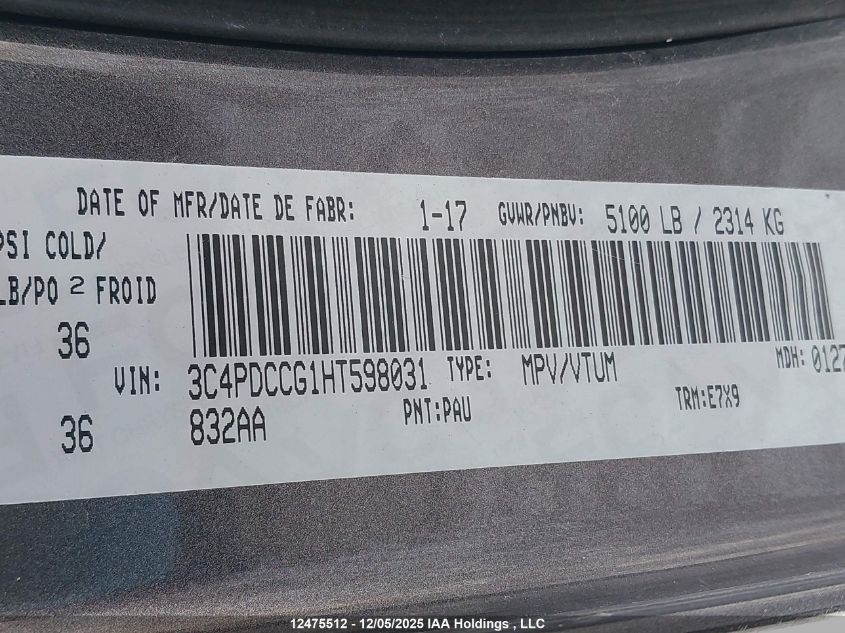 DATE OF MFR/DATE DE FABR: 1-17 GVWR/PNBV: 5100 LB / 2314 KG
PSI COLD/
LB/PO 2 FROID
36
VIN: 3C4PDCCG1HT598031 TYPE: MPV/VTUM MDH: 0127
36 832AA PNT:PAU TRM:E7X9
12475512 - 12/05/2025 IAA Holdings , LLC